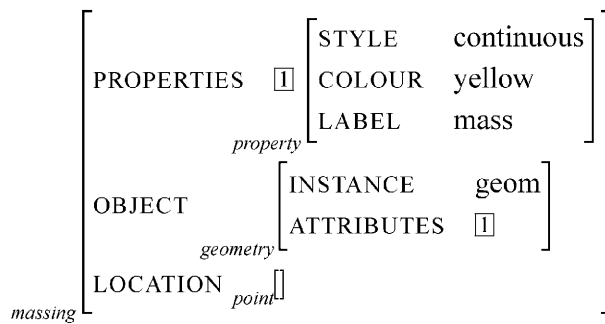 STYLE continuous
PROPERTIES 1 COLOUR yellow
LABEL mass
property
INSTANCE geom
OBJECT
ATTRIBUTES 1
geometry
LOCATION point[]
massing